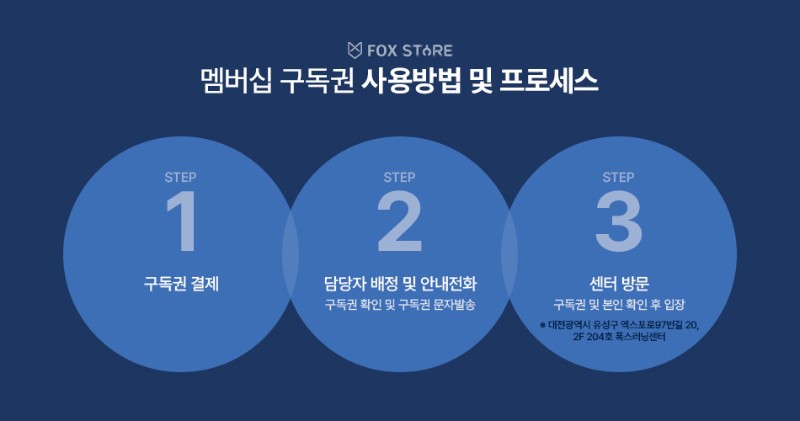 FOX STORE
멤버십 구독권 사용방법 및 프로세스
STEP
1
구독권 결제
STEP
2
담당자 배정 및 안내전화
구독권 확인 및 구독권 문자발송
STEP
3
센터 방문
구독권 및 본인 확인 후 입장
※ 대전광역시 유성구 엑스포로97번길 20,
2F 204호 폭스러닝센터